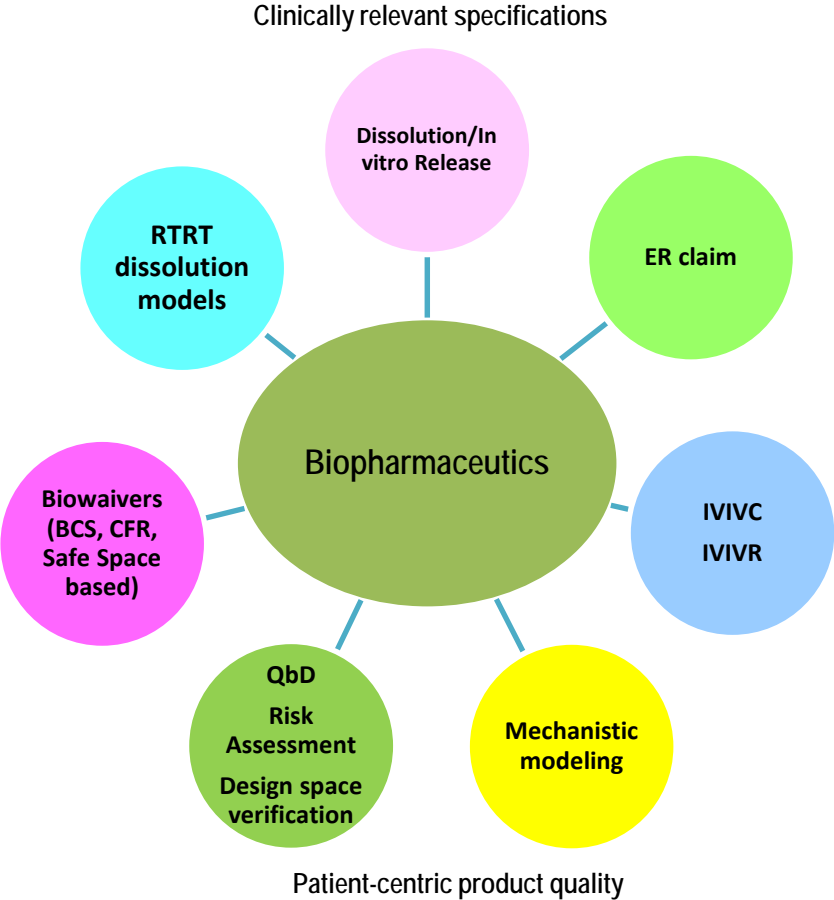 Clinically relevant specifications
Dissolution/In
vitro Release
RTRT
dissolution
models
ER claim
Biopharmaceutics
Biowaivers
(BCS, CFR,
Safe Space
based)
IVIVC
IVIVR
QbD
Risk
Assessment
Design space
verification
Mechanistic
modeling
Patient-centric product quality